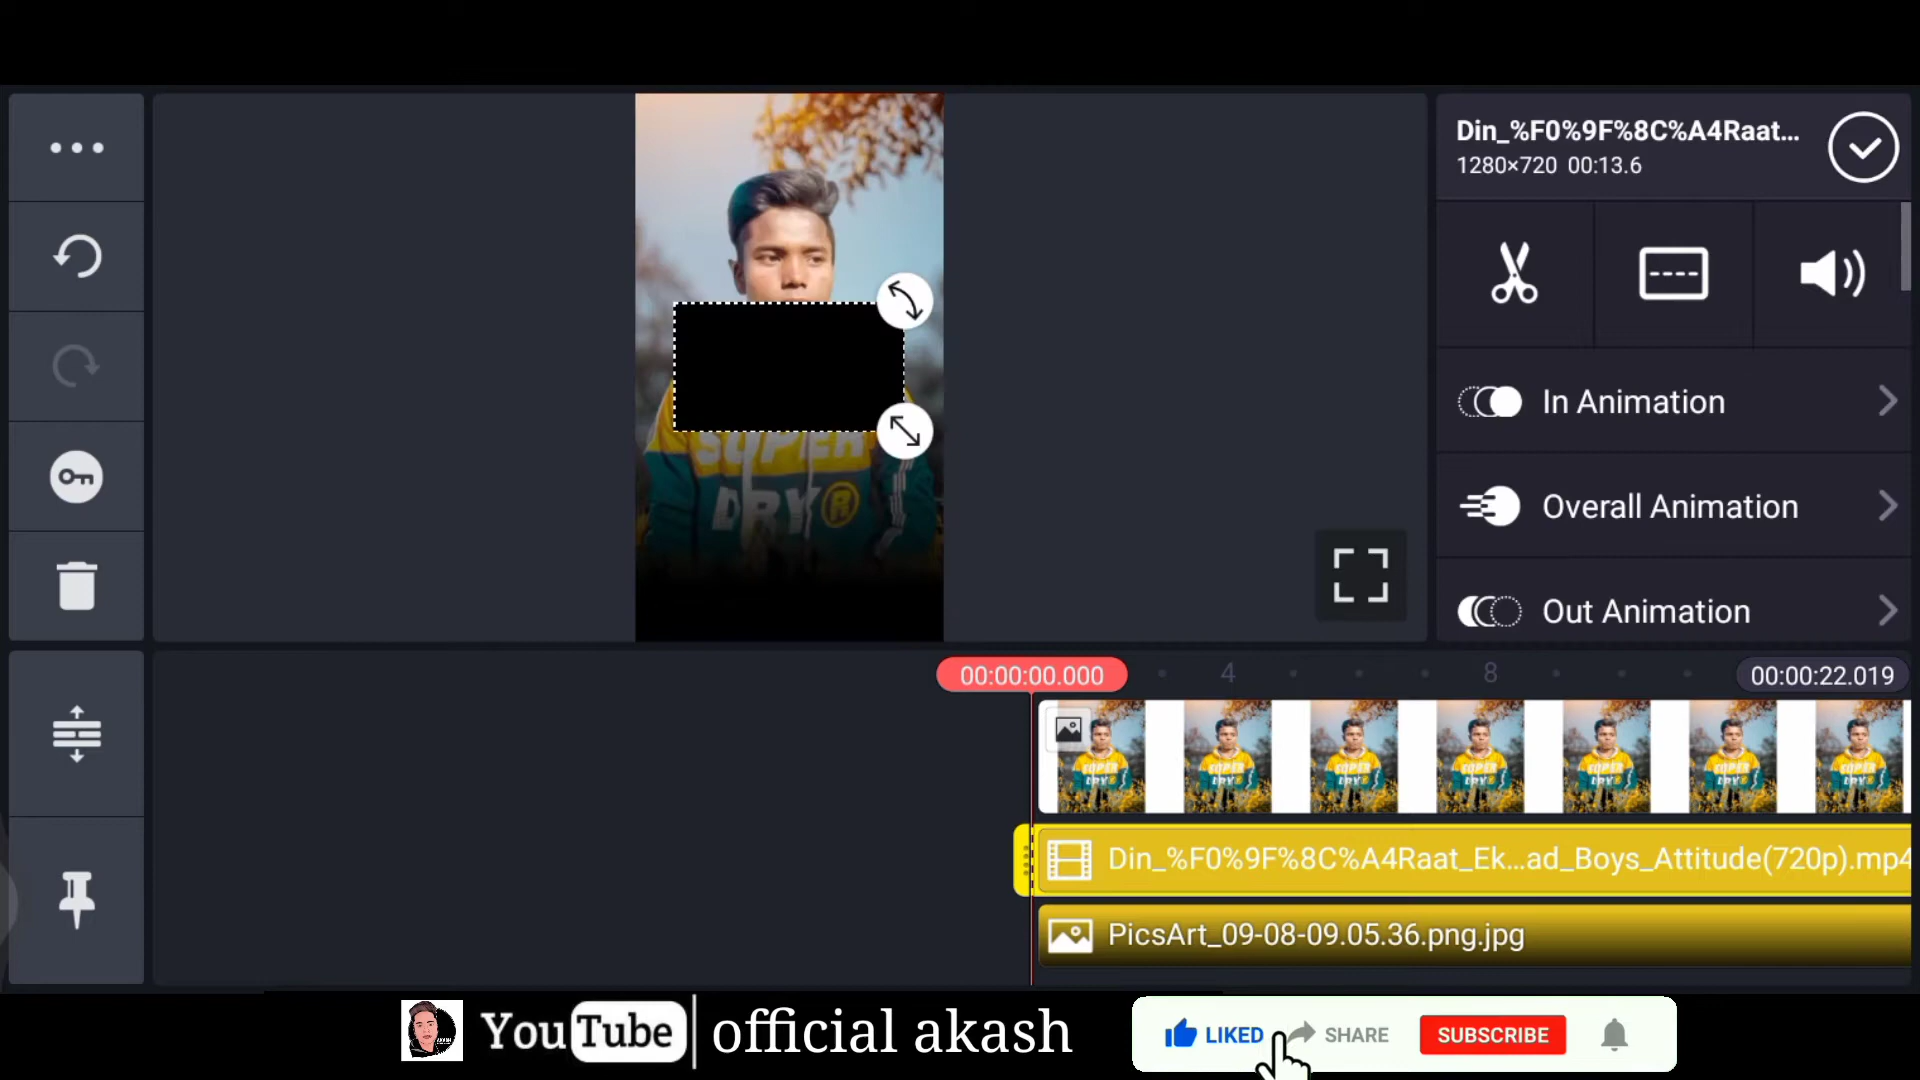 Din_%F0%9F%8C%A4Raat...
1280×720 00:13.6
SUPER
DRY R
In Animation
Overall Animation
Out Animation
00:00:00.000
4
8
00:00:22.019
Din_%F0%9F%8C%A4Raat_Ek...ad_Boys_Attitude(720p).mp4
PicsArt_09-08-09.05.36.png.jpg
YouTube
official akash
LIKED
SHARE
SUBSCRIBE